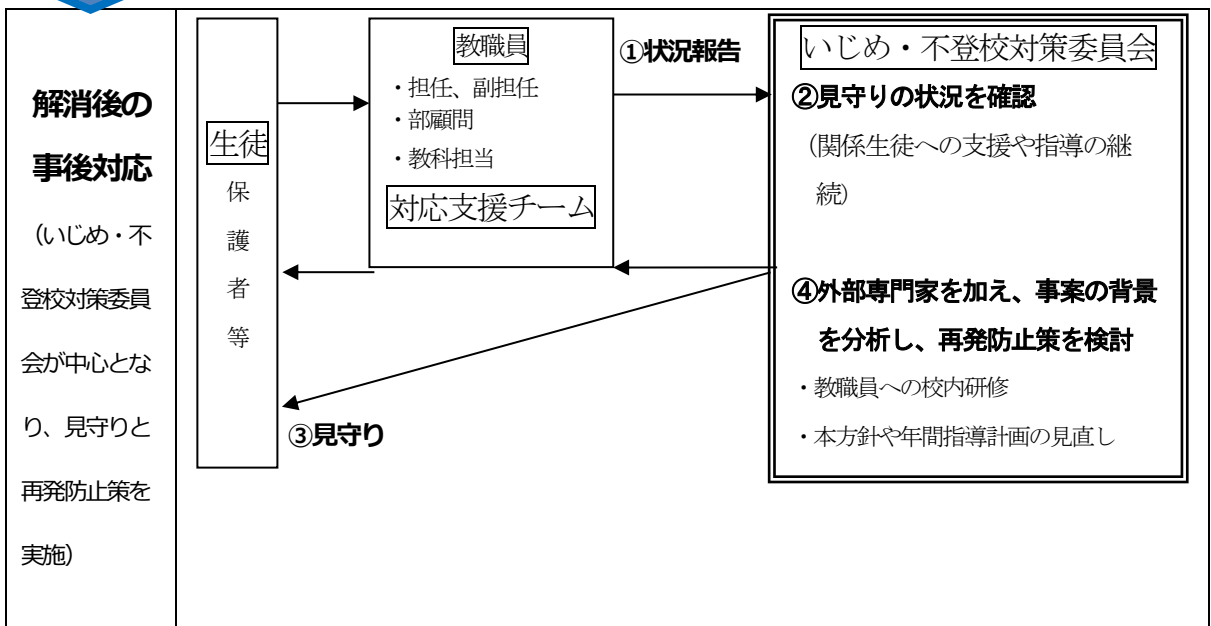 解消後の
事後対応
（いじめ・不
登校対策委員
会が中心とな
り、見守りと
再発防止策を
実施）
生徒
保
護
者
等
教職員
・担任、副担任
・部顧問
・教科担当
対応支援チーム
①状況報告
③見守り
いじめ・不登校対策委員会
②見守りの状況を確認
（関係生徒への支援や指導の継
続）
④外部専門家を加え、事案の背景
を分析し、再発防止策を検討
・教職員への校内研修
・本方針や年間指導計画の見直し